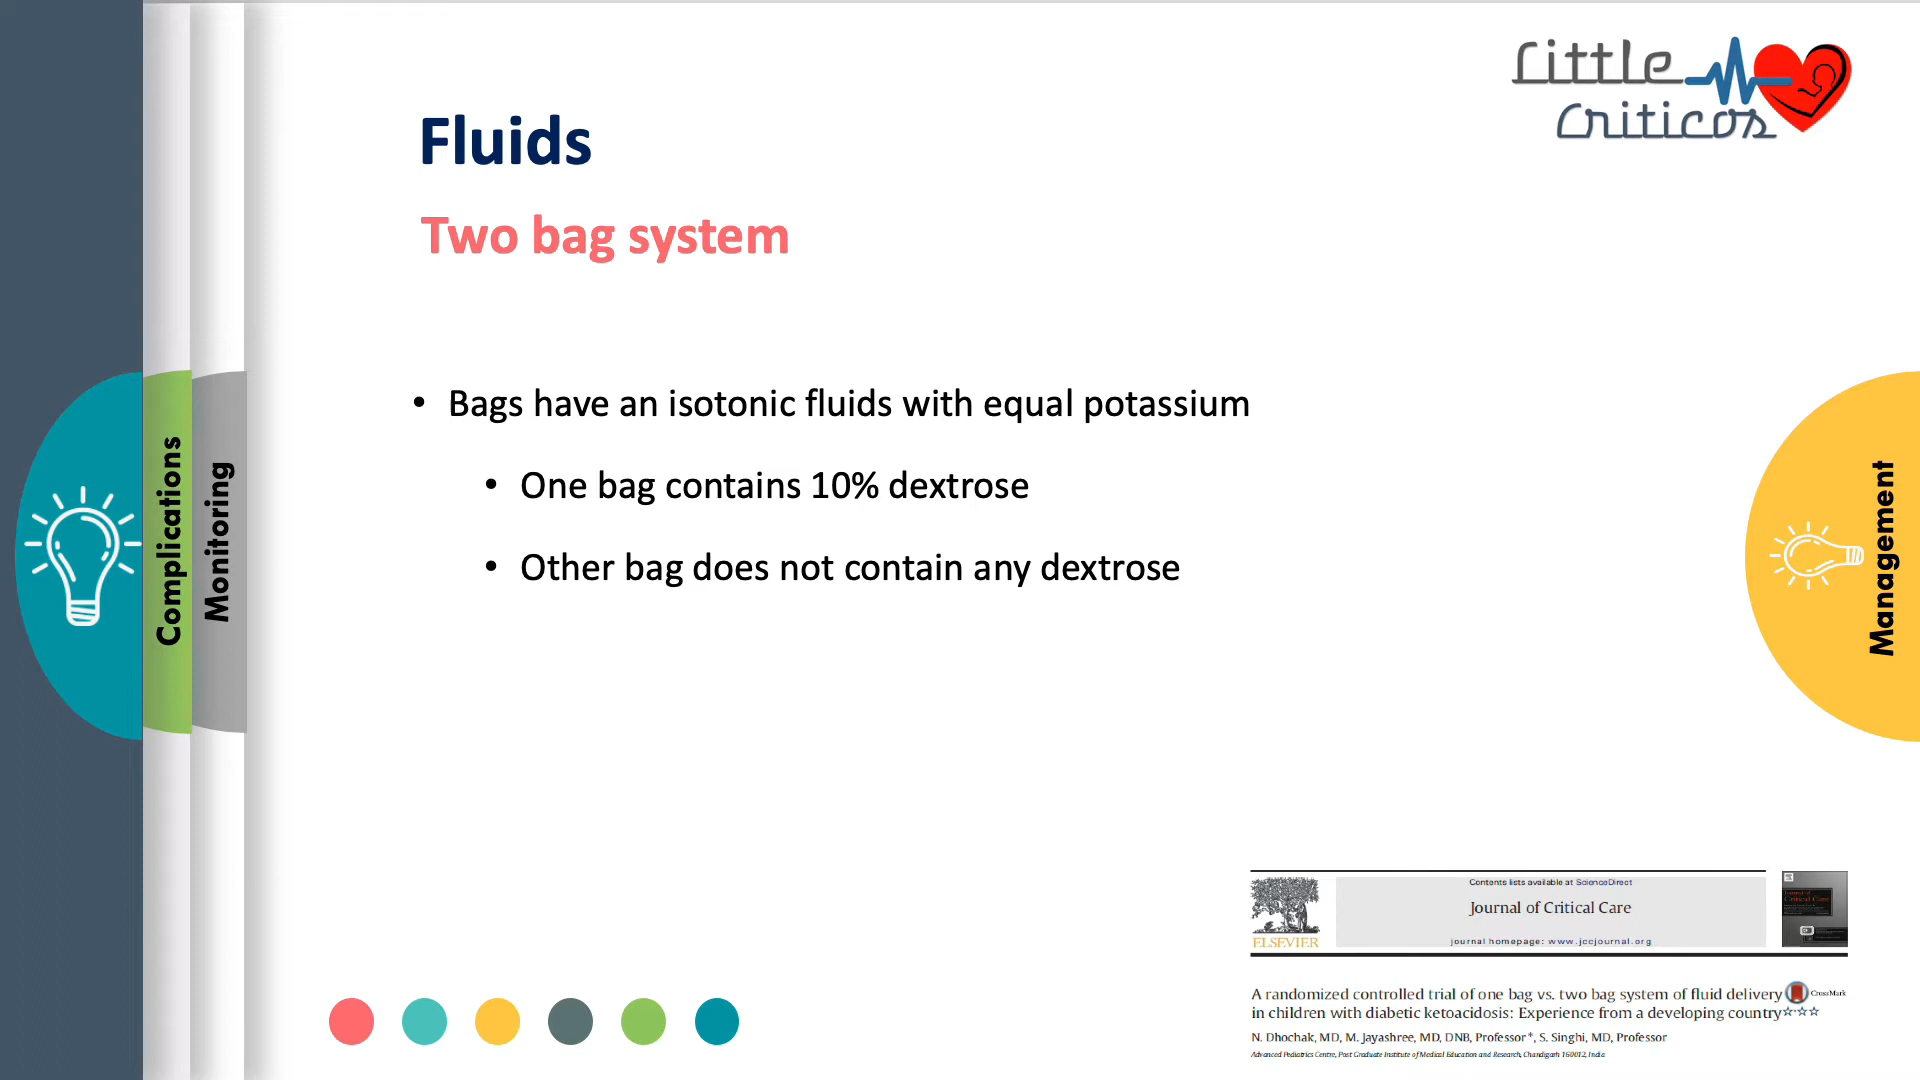 Little
Criticos
Fluids
Two bag system
• Bags have an isotonic fluids with equal potassium
• One bag contains 10% dextrose
• Other bag does not contain any dextrose
Complications
Monitoring
Management
Contents lists available at ScienceDirect
Journal of Critical Care
journal homepage: www.jccjournal.org
ELSEVIER
A randomized controlled trial of one bag vs. two bag system of fluid delivery
in children with diabetic ketoacidosis: Experience from a developing country☆,☆☆
CrossMark
N. Dhochak, MD, M. Jayashree, MD, DNB, Professor *, S. Singhi, MD, Professor
Advanced Pediatrics Centre, Post Graduate Institute of Medical Education and Research, Chandigarh 160012, India